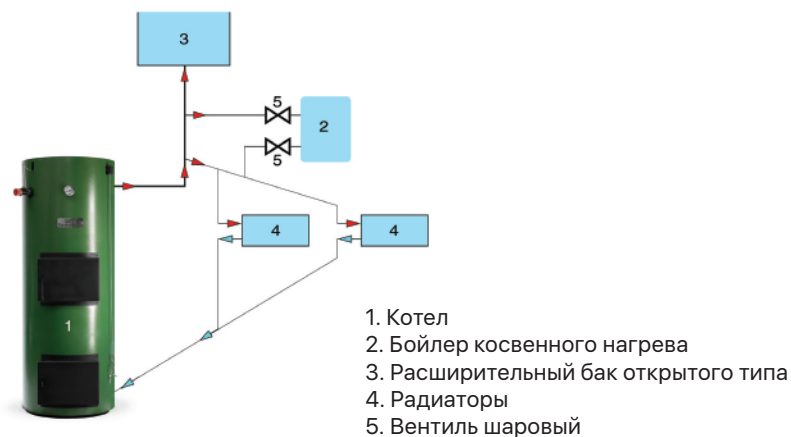 3
5
2
5
4
4
1
1. Котел
2. Бойлер косвенного нагрева
3. Расширительный бак открытого типа
4. Радиаторы
5. Вентиль шаровый